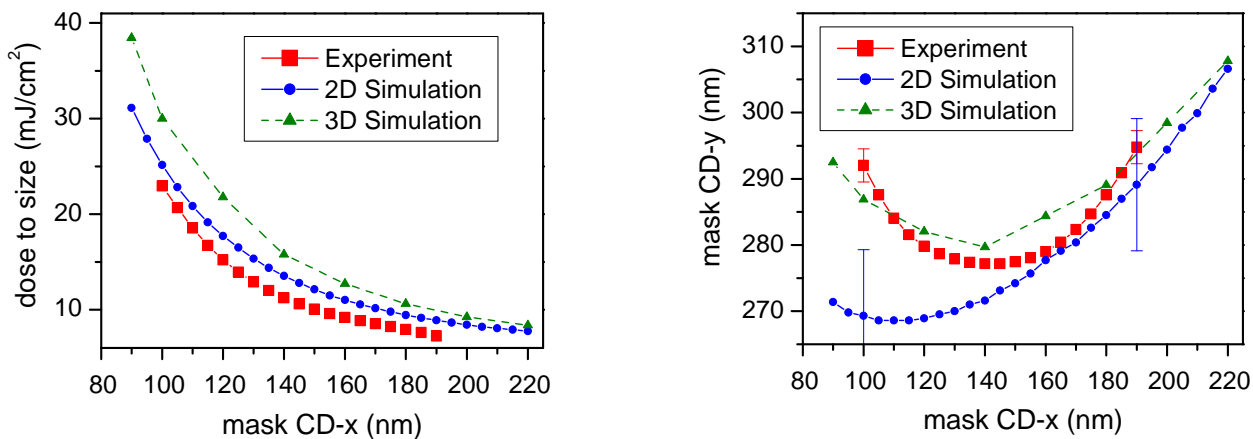 40
30
20
10
dose to size (mJ/cm²)
Experiment
2D Simulation
3D Simulation
80 100 120 140 160 180 200 220
mask CD-x (nm)
310
300
290
280
270
mask CD-y (nm)
Experiment
2D Simulation
3D Simulation
80 100 120 140 160 180 200 220
mask CD-x (nm)